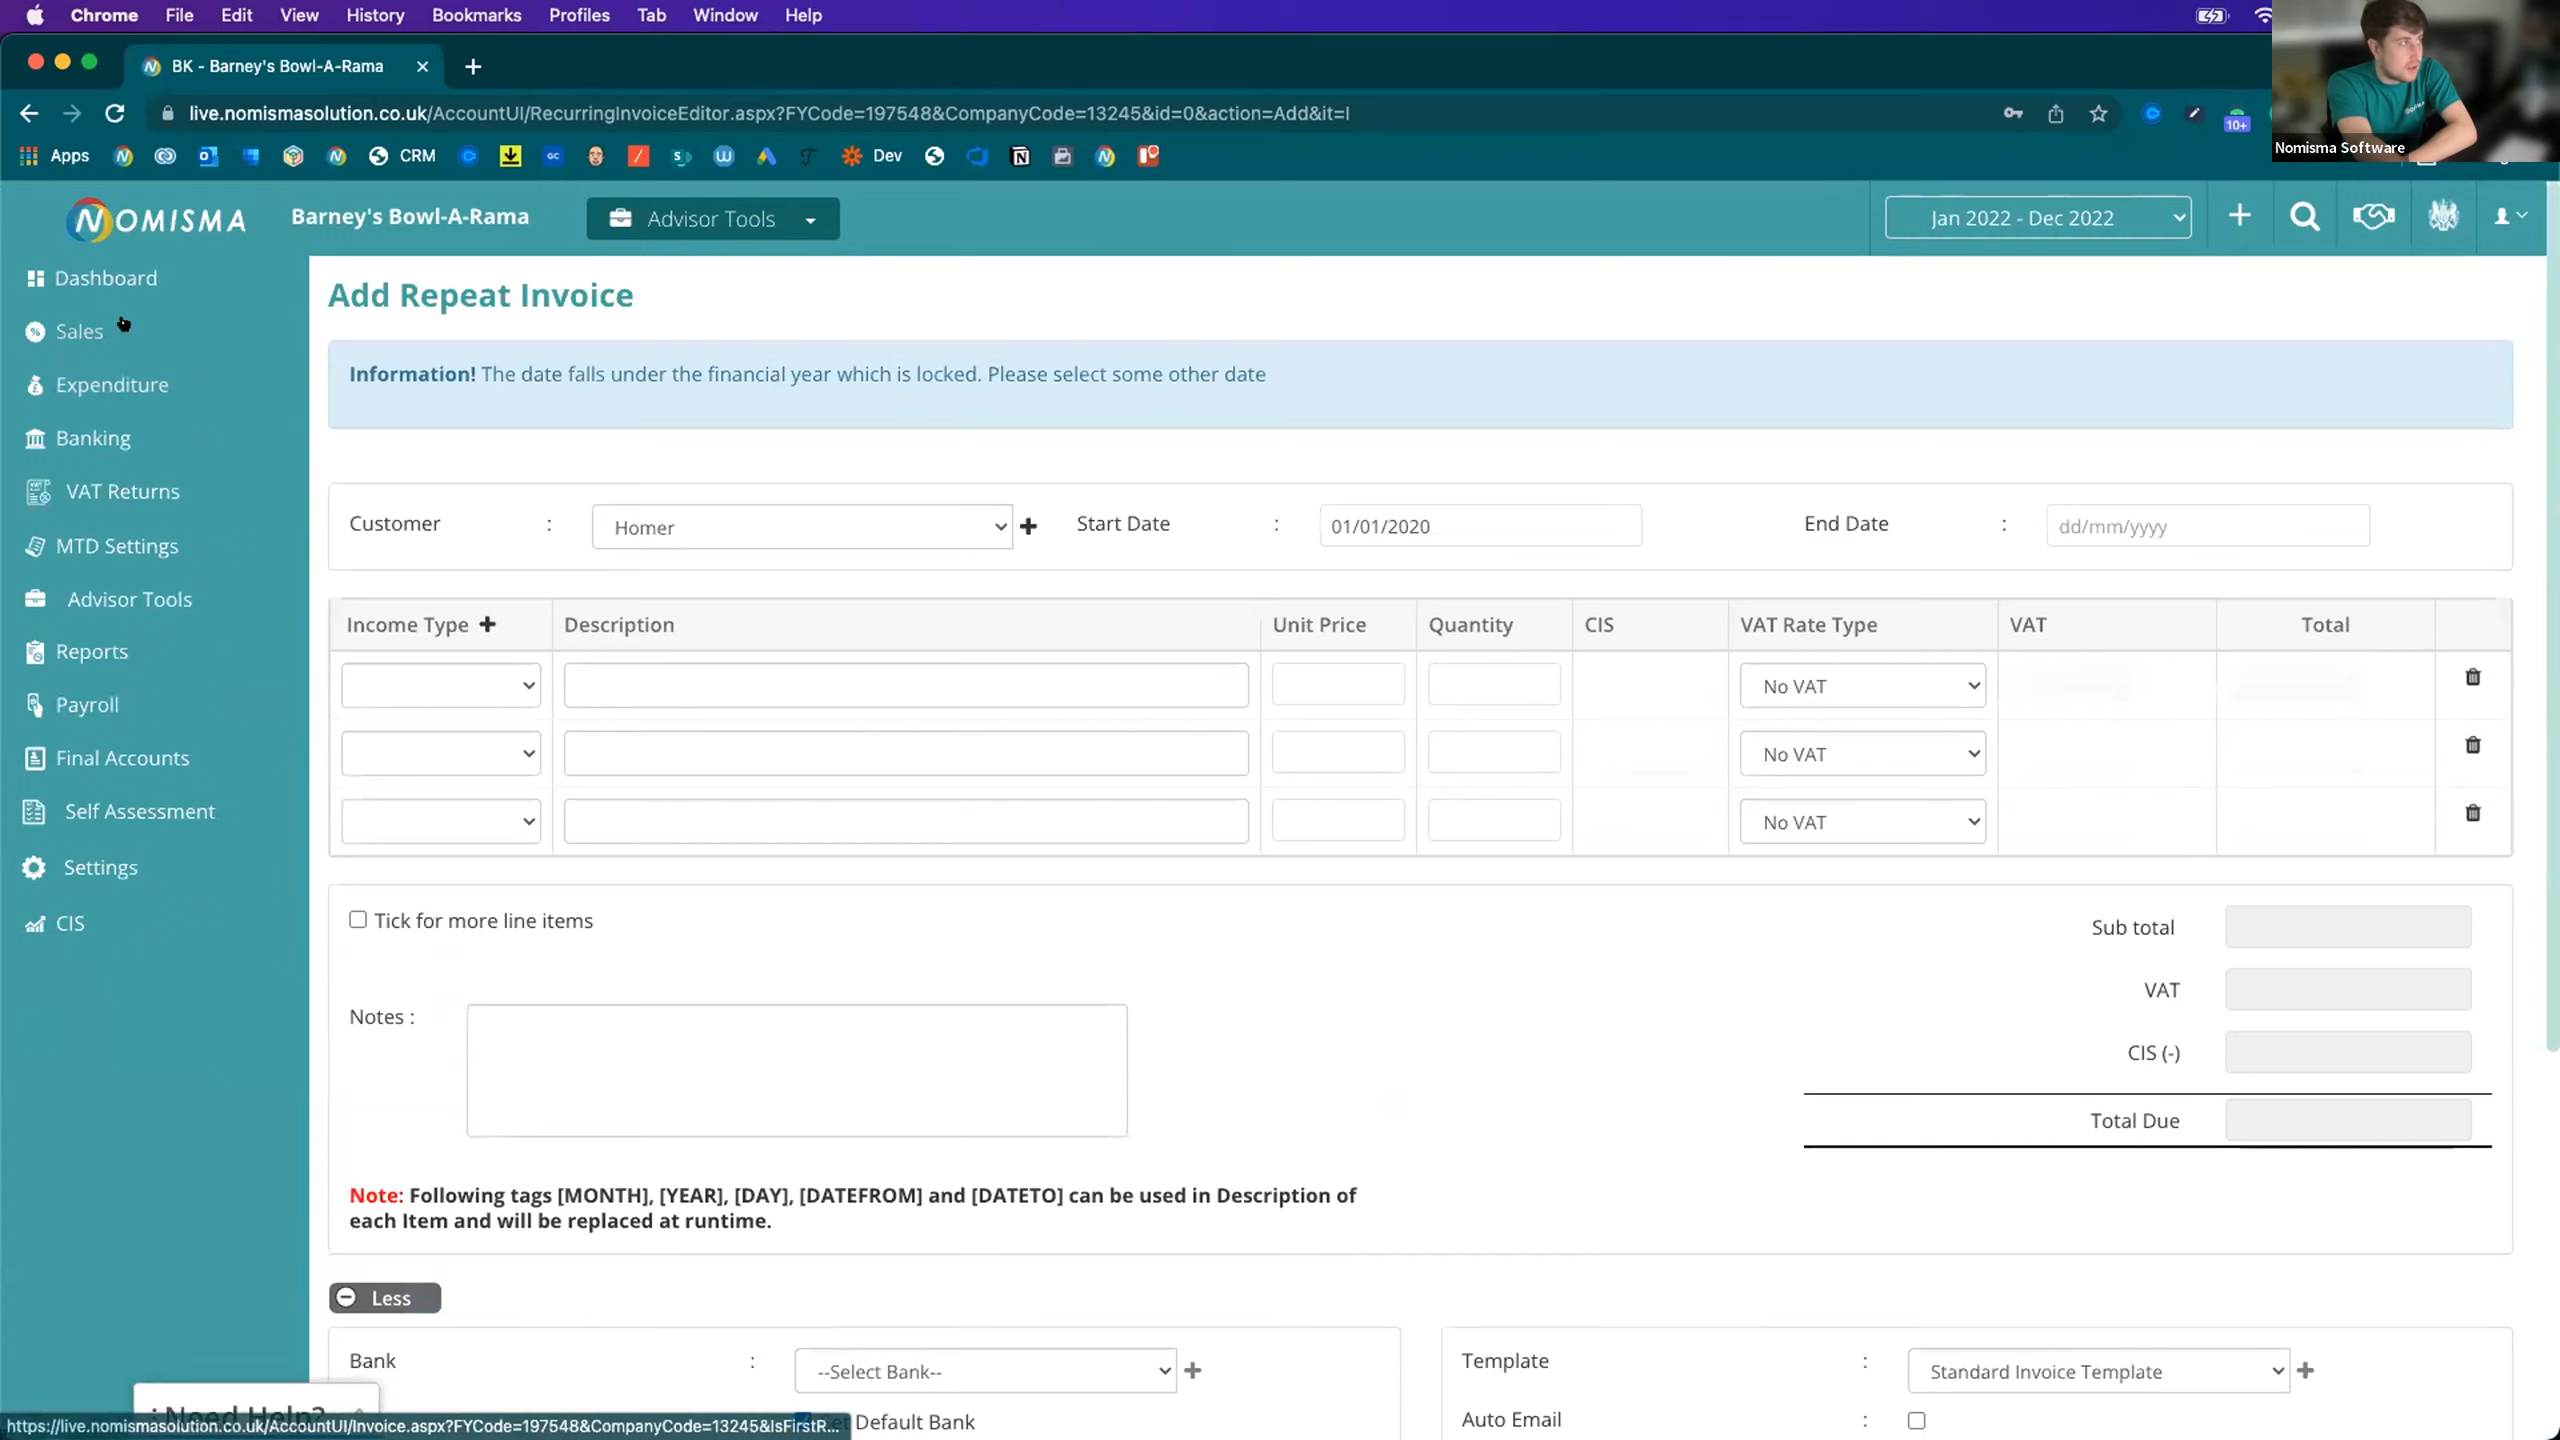 Chrome File Edit View History Bookmarks Profiles Tab Window Help
BK - Barney's Bowl-A-Rama
live.nomismasolution.co.uk/AccountUI/RecurringInvoiceEditor.aspx?FYCode=197548&CompanyCode=13245&id=0&action=Add&it=I
10+
Apps CRM GC Dev
Nomisma Software
NOMISMA Barney's Bowl-A-Rama Advisor Tools Jan 2022 - Dec 2022
Dashboard
Sales
Expenditure
Banking
VAT Returns
MTD Settings
Advisor Tools
Reports
Payroll
Final Accounts
Self Assessment
Settings
CIS
Add Repeat Invoice
Information! The date falls under the financial year which is locked. Please select some other date
Customer : Homer Start Date : 01/01/2020 End Date : dd/mm/yyyy
Income Type Description Unit Price Quantity CIS VAT Rate Type VAT Total
No VAT
No VAT
No VAT
Tick for more line items
Sub total
VAT
CIS (-)
Total Due
Notes :
Note: Following tags [MONTH], [YEAR], [DAY], [DATEFROM] and [DATETO] can be used in Description of
each Item and will be replaced at runtime.
Less
Bank : --Select Bank-- Template : Standard Invoice Template
Default Bank Auto Email :
Need Help?
https://live.nomismasolution.co.uk/AccountUI/Invoice.aspx?FYCode=197548&CompanyCode=13245&IsFirstR...